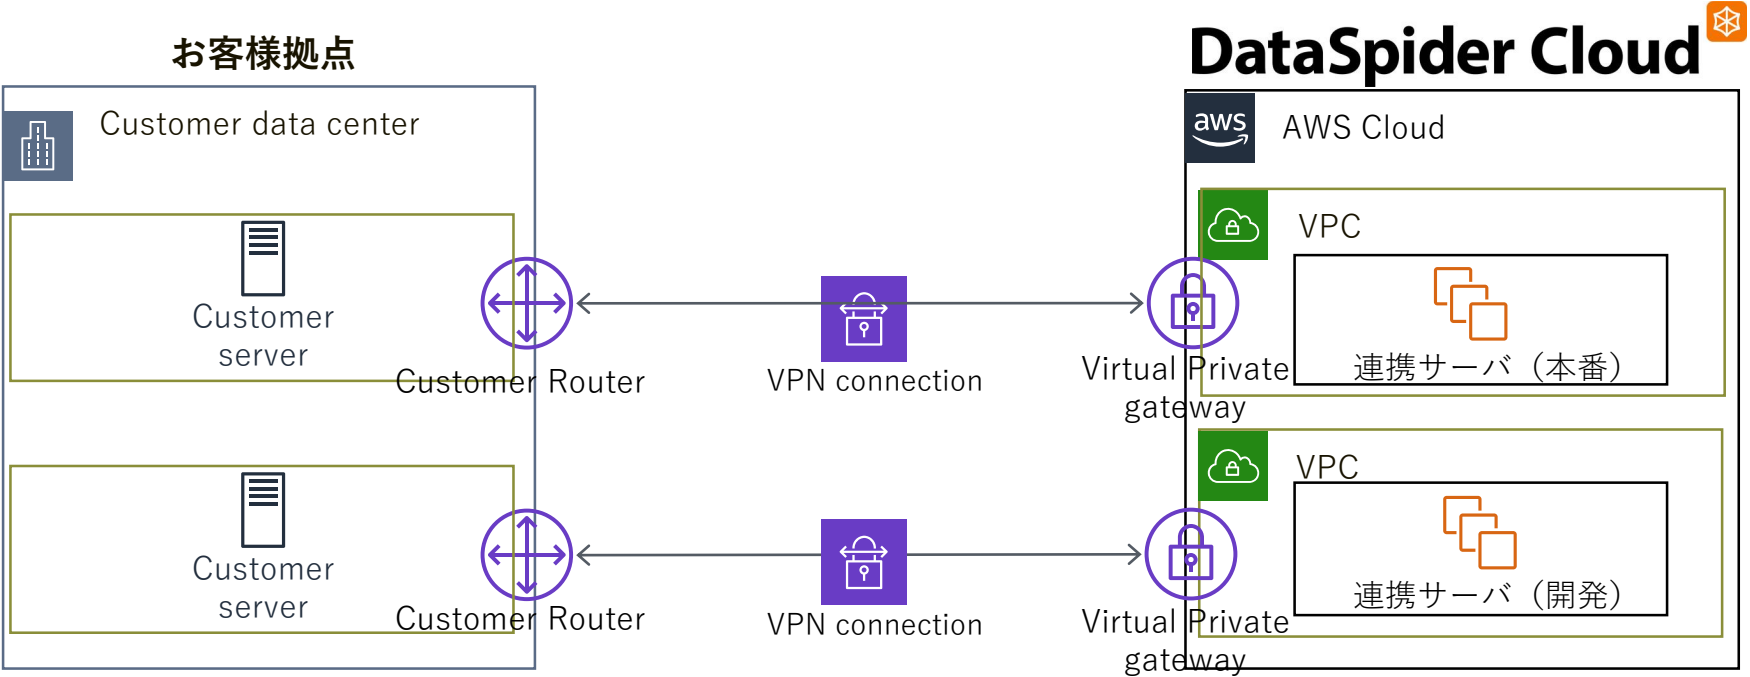 お客様拠点
DataSpider Cloud
Customer data center
aws
AWS Cloud
VPC
Customer
server
Customer Router
VPN connection
Virtual Private
gateway
連携サーバ（本番）
VPC
Customer
server
Customer Router
VPN connection
Virtual Private
gateway
連携サーバ（開発）